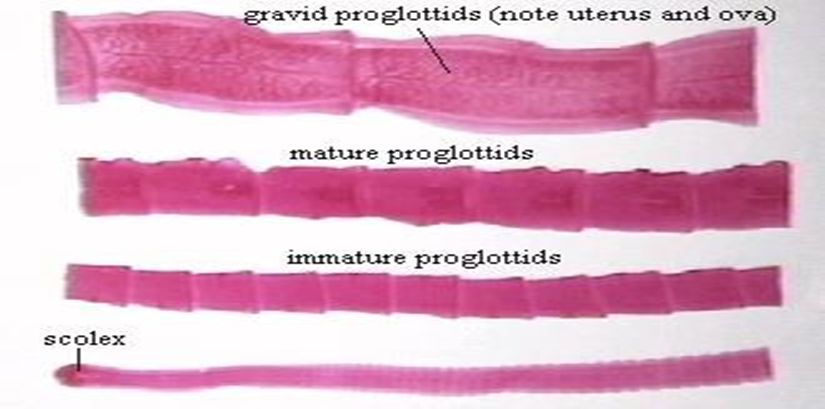 gravid proglottids (note uterus and ova)
mature proglottids
immature proglottids
scolex